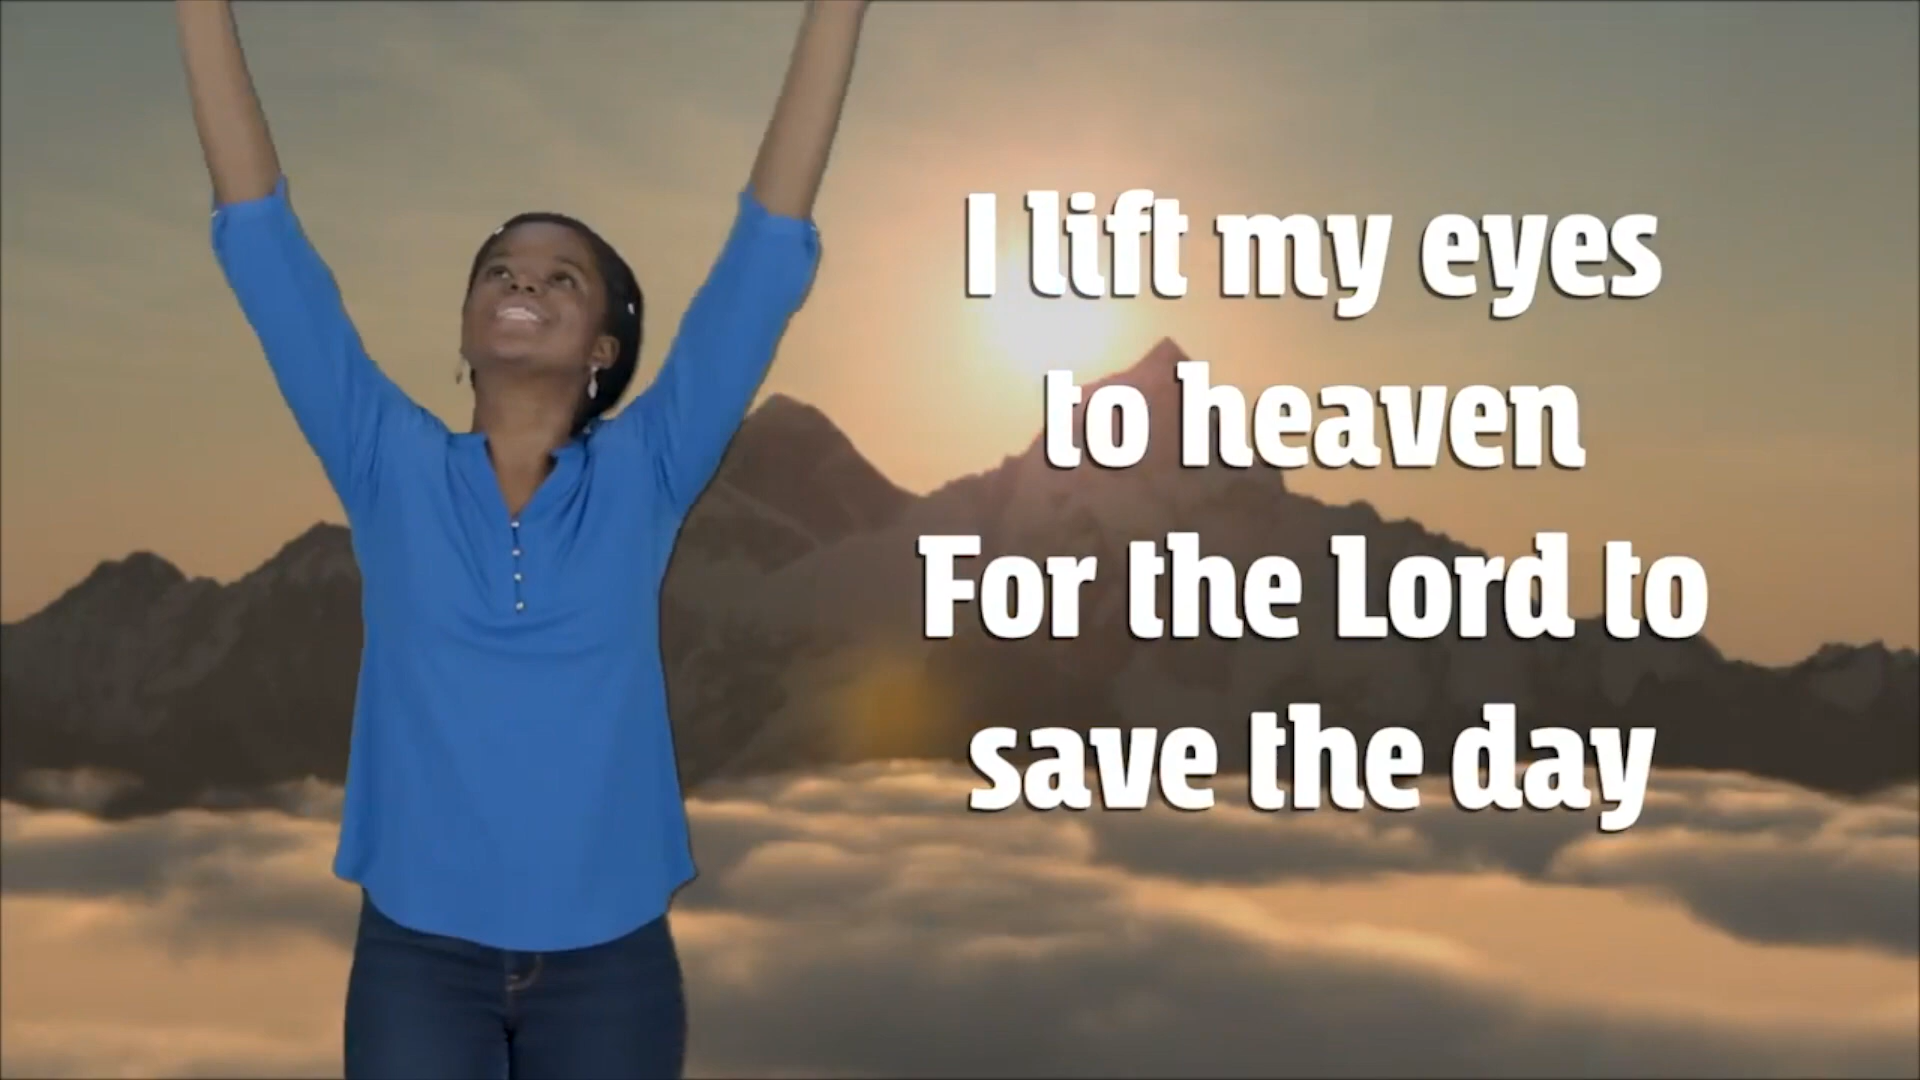 I lift my eyes
to heaven
For the Lord to
save the day